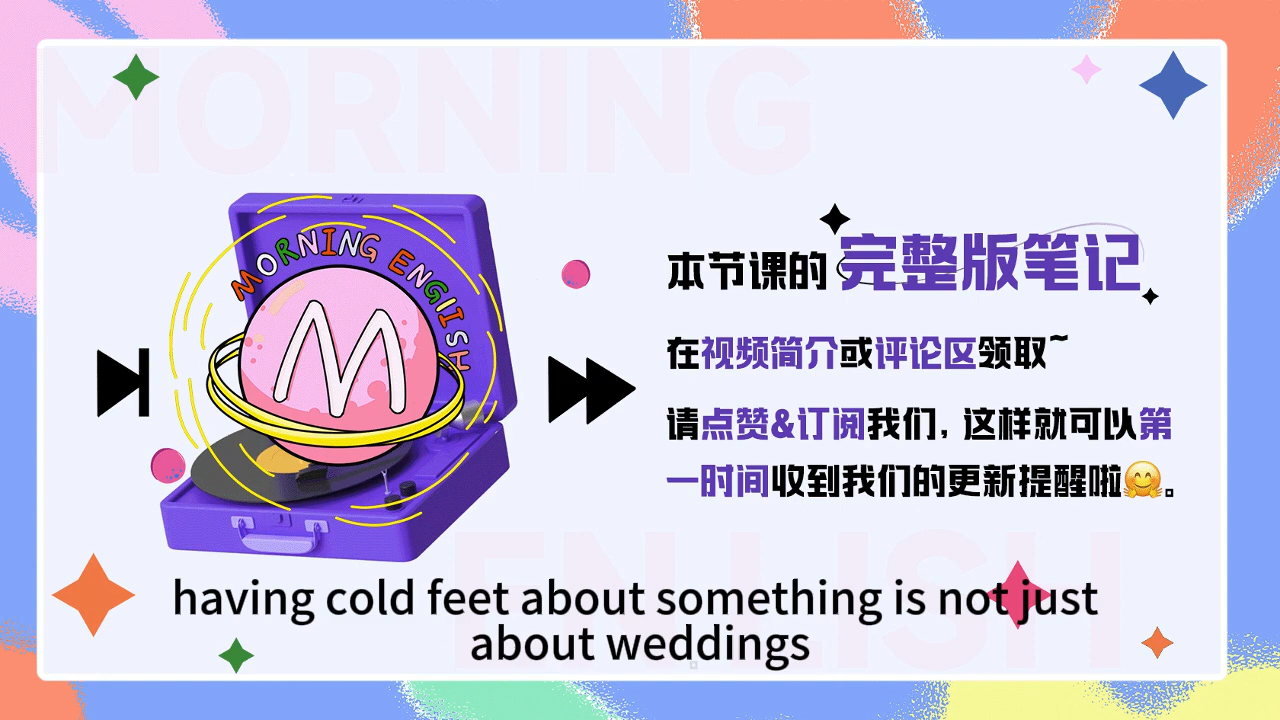 MORNING
MORNING ENGlISH
M
本节课的完整版笔记
在视频简介或评论区领取~
请点赞&订阅我们，这样就可以第
一时间收到我们的更新提醒啦🤗。
having cold feet about something is not just
about weddings